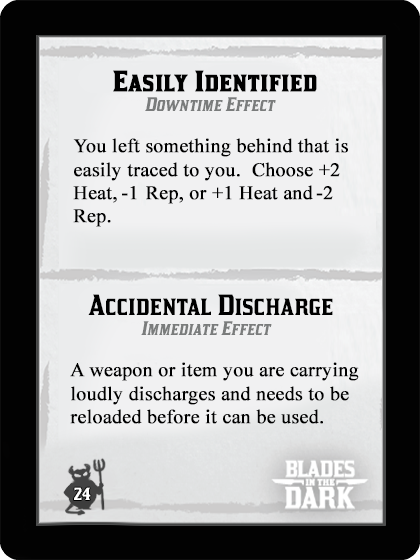 Easily Identified
Downtime Effect
You left something behind that is
easily traced to you.  Choose +2
Heat, -1 Rep, or +1 Heat and -2
Rep.
Accidental Discharge
Immediate Effect
A weapon or item you are carrying
loudly discharges and needs to be
reloaded before it can be used.
24
BLADES
IN THE
DARK